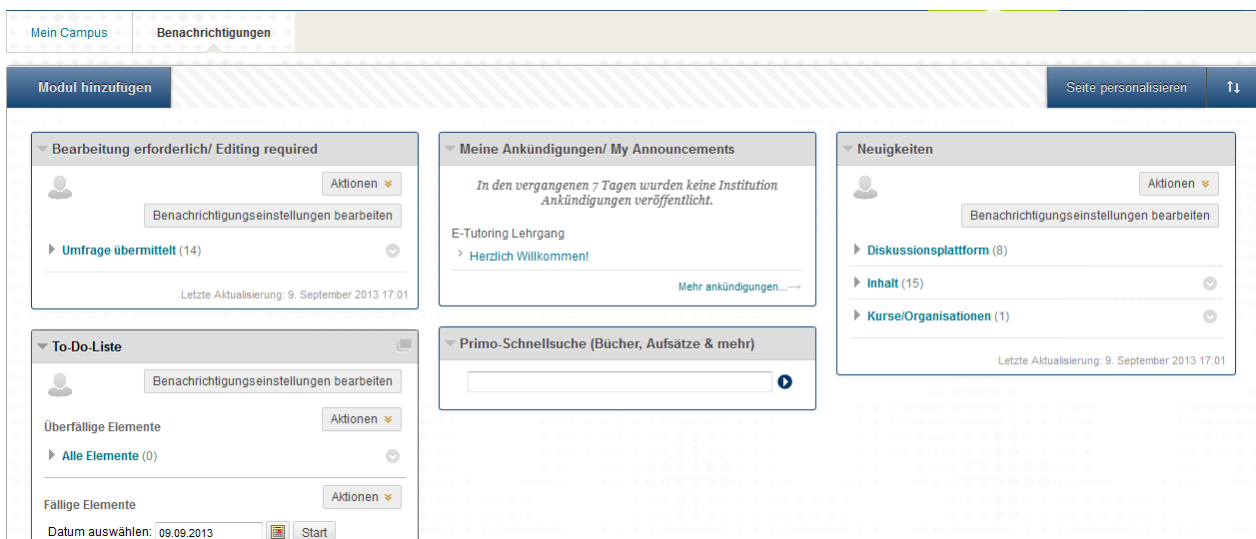 Mein Campus
Benachrichtigungen
Modul hinzufügen
Seite personalisieren
Bearbeitung erforderlich/ Editing required
Aktionen
Benachrichtigungseinstellungen bearbeiten
Umfrage übermittelt (14)
Letzte Aktualisierung: 9. September 2013 17:01
To-Do-Liste
Benachrichtigungseinstellungen bearbeiten
Überfällige Elemente
Aktionen
Alle Elemente (0)
Fällige Elemente
Aktionen
Datum auswählen: 09.09.2013 Start
Meine Ankündigungen/ My Announcements
In den vergangenen 7 Tagen wurden keine Institution
Ankündigungen veröffentlicht.
E-Tutoring Lehrgang
Herzlich Willkommen!
Mehr ankündigungen...
Primo-Schnellsuche (Bücher, Aufsätze & mehr)
Neuigkeiten
Aktionen
Benachrichtigungseinstellungen bearbeiten
Diskussionsplattform (8)
Inhalt (15)
Kurse/Organisationen (1)
Letzte Aktualisierung: 9. September 2013 17:01